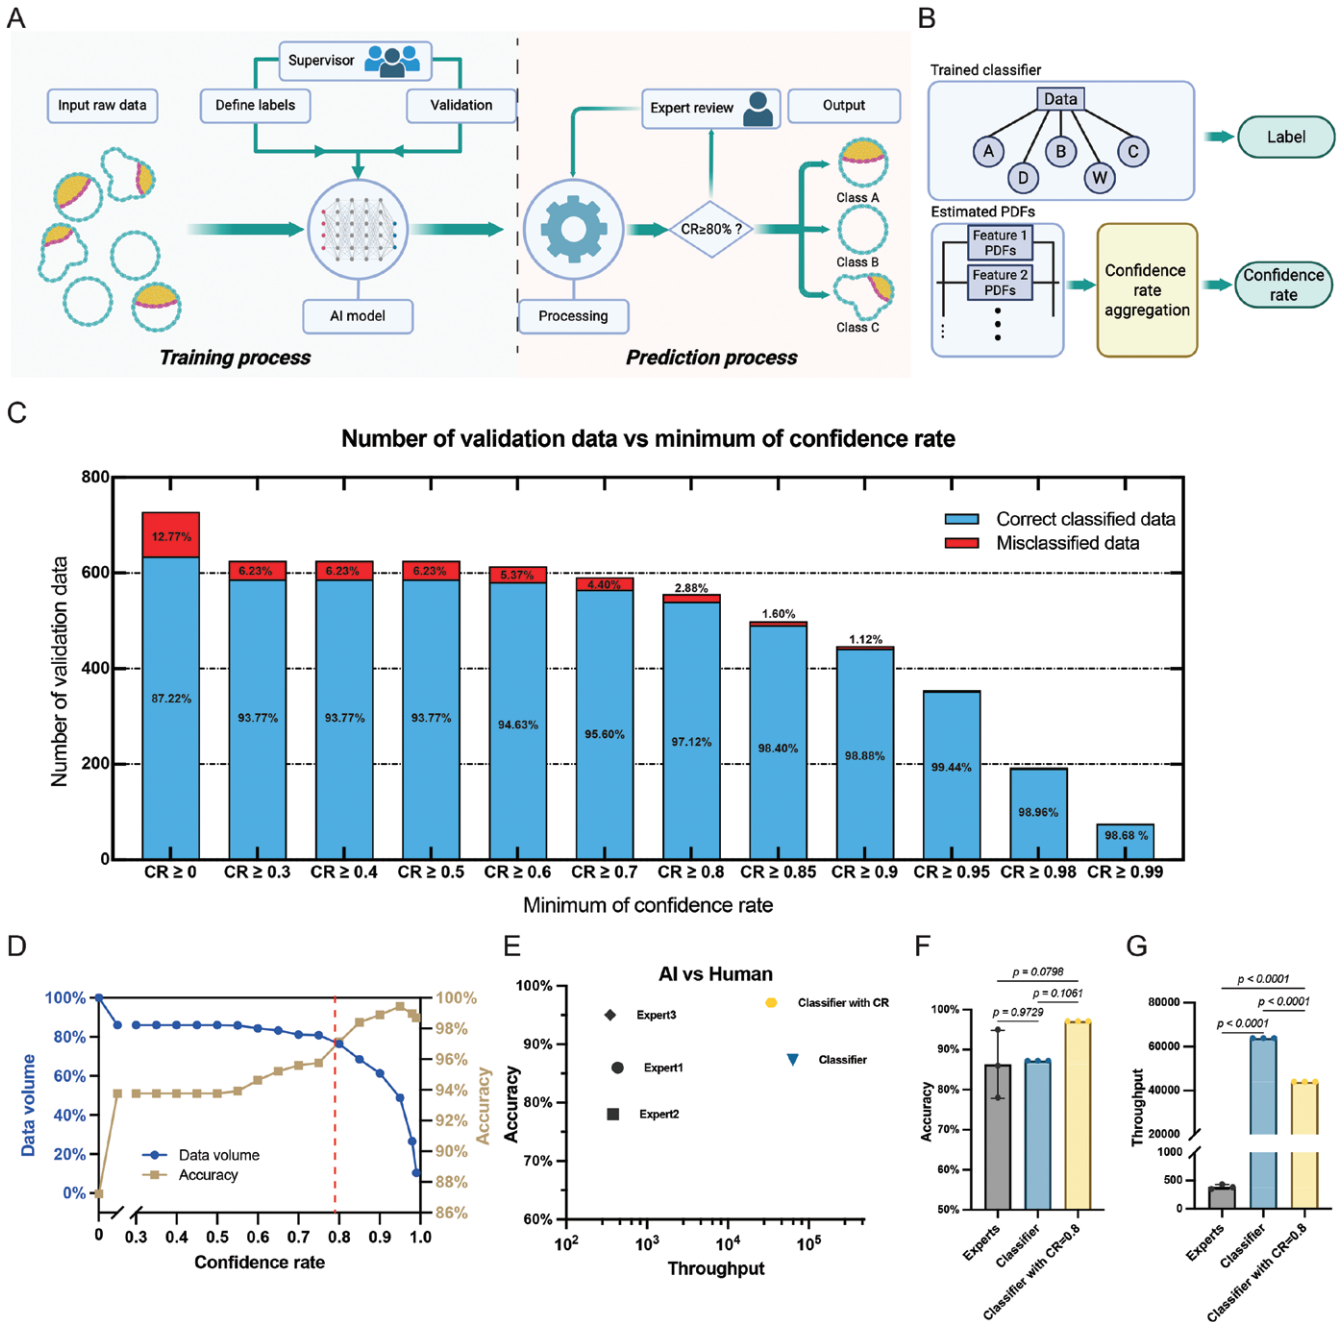 A
Input raw data
Supervisor
Define labels
Validation
AI model
Training process
Expert review
Output
Processing
CR≥80% ?
Class A
Class B
Class C
Prediction process
B
Trained classifier
Data
A
D
B
W
C
Label
Estimated PDFs
Feature 1
PDFs
Feature 2
PDFs
Confidence
rate
aggregation
Confidence
rate
C
Number of validation data vs minimum of confidence rate
Number of validation data
800
600
400
200
0
Correct classified data
Misclassified data
12.77%
6.23%
6.23%
6.23%
5.37%
4.40%
2.88%
1.60%
1.12%
87.22%
93.77%
93.77%
93.77%
94.63%
95.60%
97.12%
98.40%
98.88%
99.44%
98.96%
98.68 %
CR ≥ 0
CR ≥ 0.3
CR ≥ 0.4
CR ≥ 0.5
CR ≥ 0.6
CR ≥ 0.7
CR ≥ 0.8
CR ≥ 0.85
CR ≥ 0.9
CR ≥ 0.95
CR ≥ 0.98
CR ≥ 0.99
Minimum of confidence rate
D
Data volume
100%
80%
60%
40%
20%
0%
Data volume
Accuracy
100%
98%
96%
94%
92%
90%
88%
86%
Accuracy
0 0.3 0.4 0.5 0.6 0.7 0.8 0.9 1.0
Confidence rate
E
AI vs Human
Accuracy
100%
90%
80%
70%
60%
Expert3
Expert1
Expert2
Classifier with CR
Classifier
10² 10³ 10⁴ 10⁵
Throughput
F
p = 0.0798
p = 0.1061
p = 0.9729
Accuracy
100%
90%
80%
70%
60%
50%
Experts
Classifier
Classifier with CR=0.8
G
p < 0.0001
p < 0.0001
p < 0.0001
Throughput
80000
60000
40000
20000
1000
500
0
Experts
Classifier
Classifier with CR=0.8